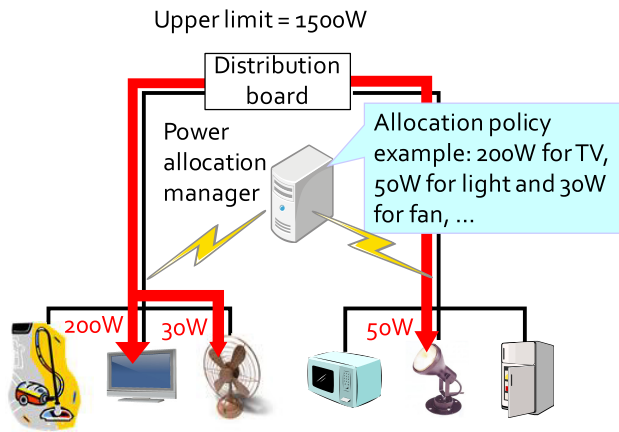 Upper limit = 1500W
Distribution
board
Power
allocation
manager
Allocation policy
example: 200W for TV,
50W for light and 30W
for fan, ...
200W
30W
50W